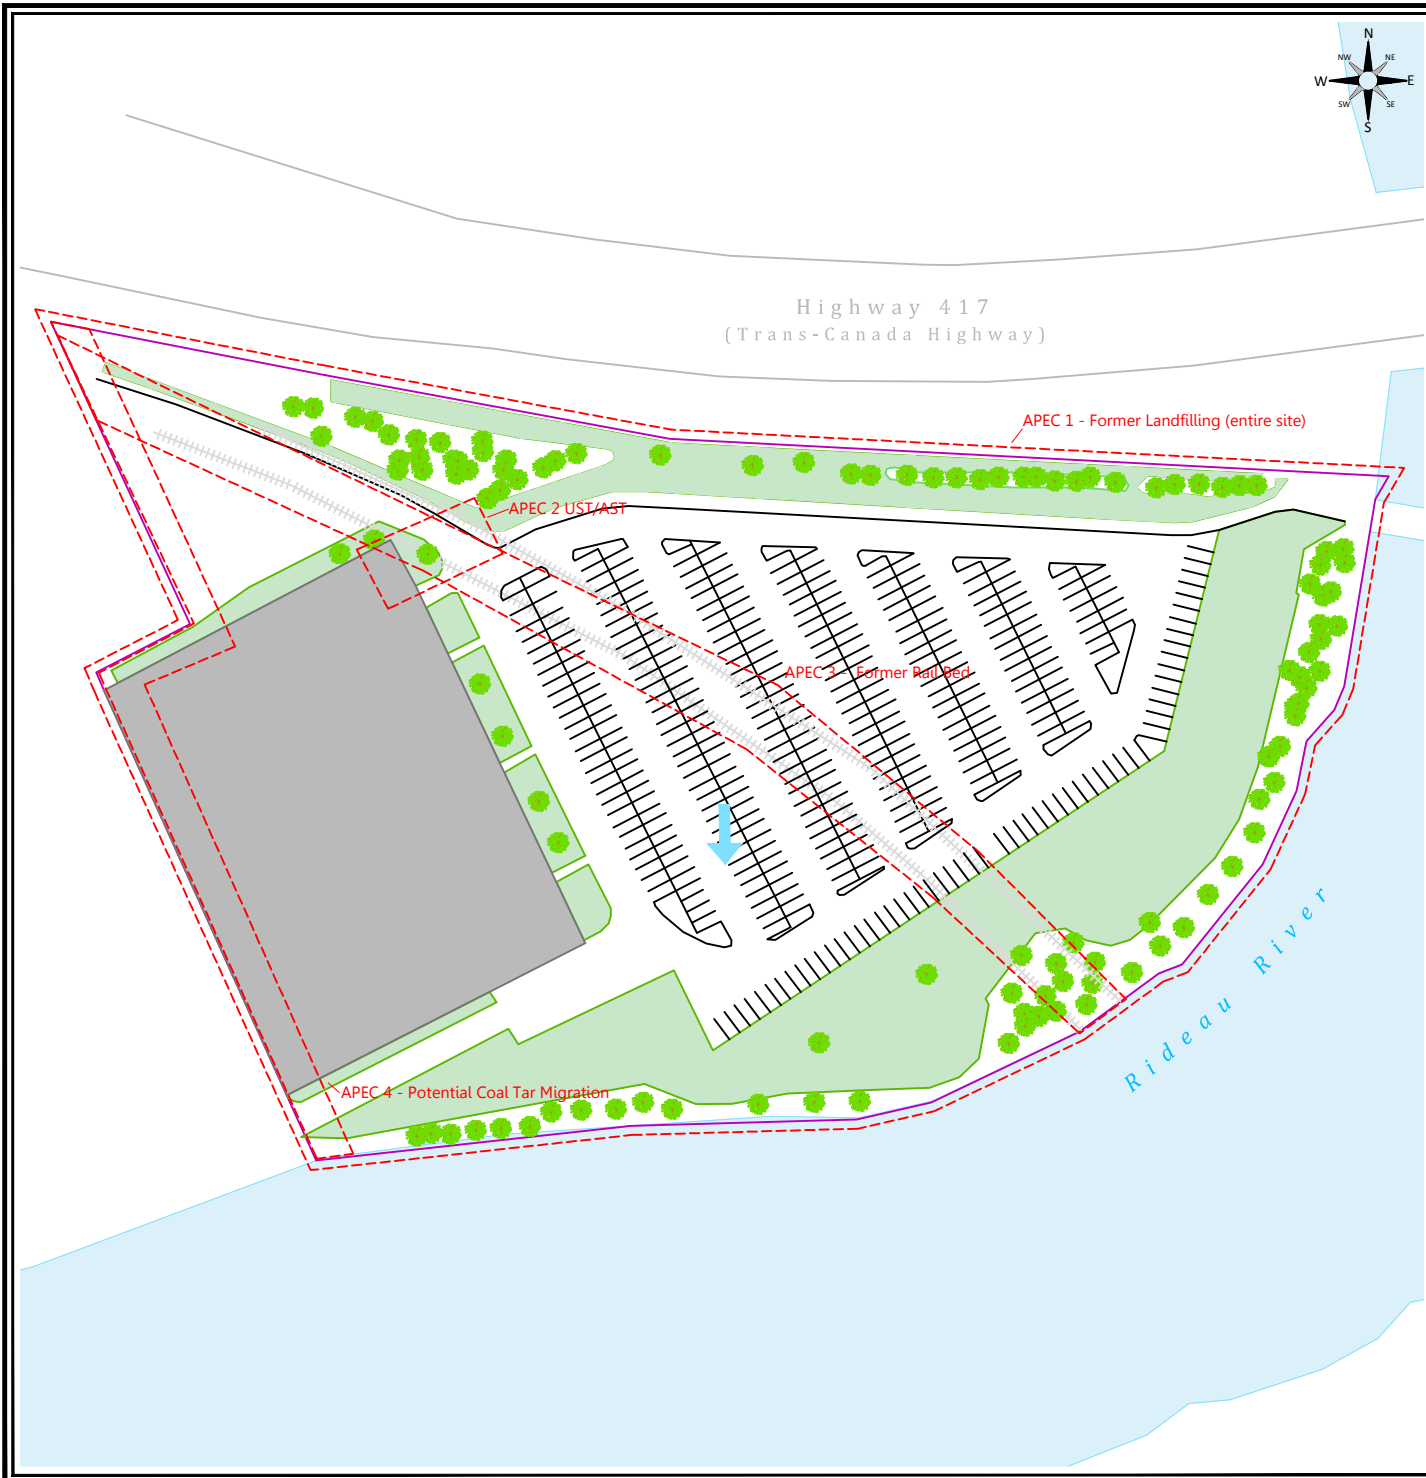 N
NW NE
W E
SW SE
S
Highway 417
(Trans-Canada Highway)
APEC 1 - Former Landfilling (entire site)
APEC 2 UST/AST
APEC 3 - Former Rail Bed
Rideau River
APEC 4 - Potential Coal Tar Migration